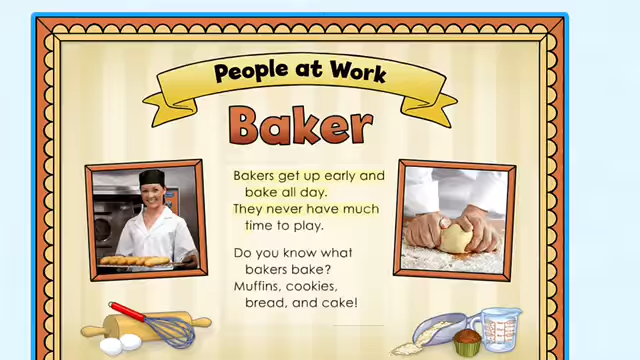 People at Work
Baker
Bakers get up early and
bake all day.
They never have much
time to play.
Do you know what
bakers bake?
Muffins, cookies,
bread, and cake!